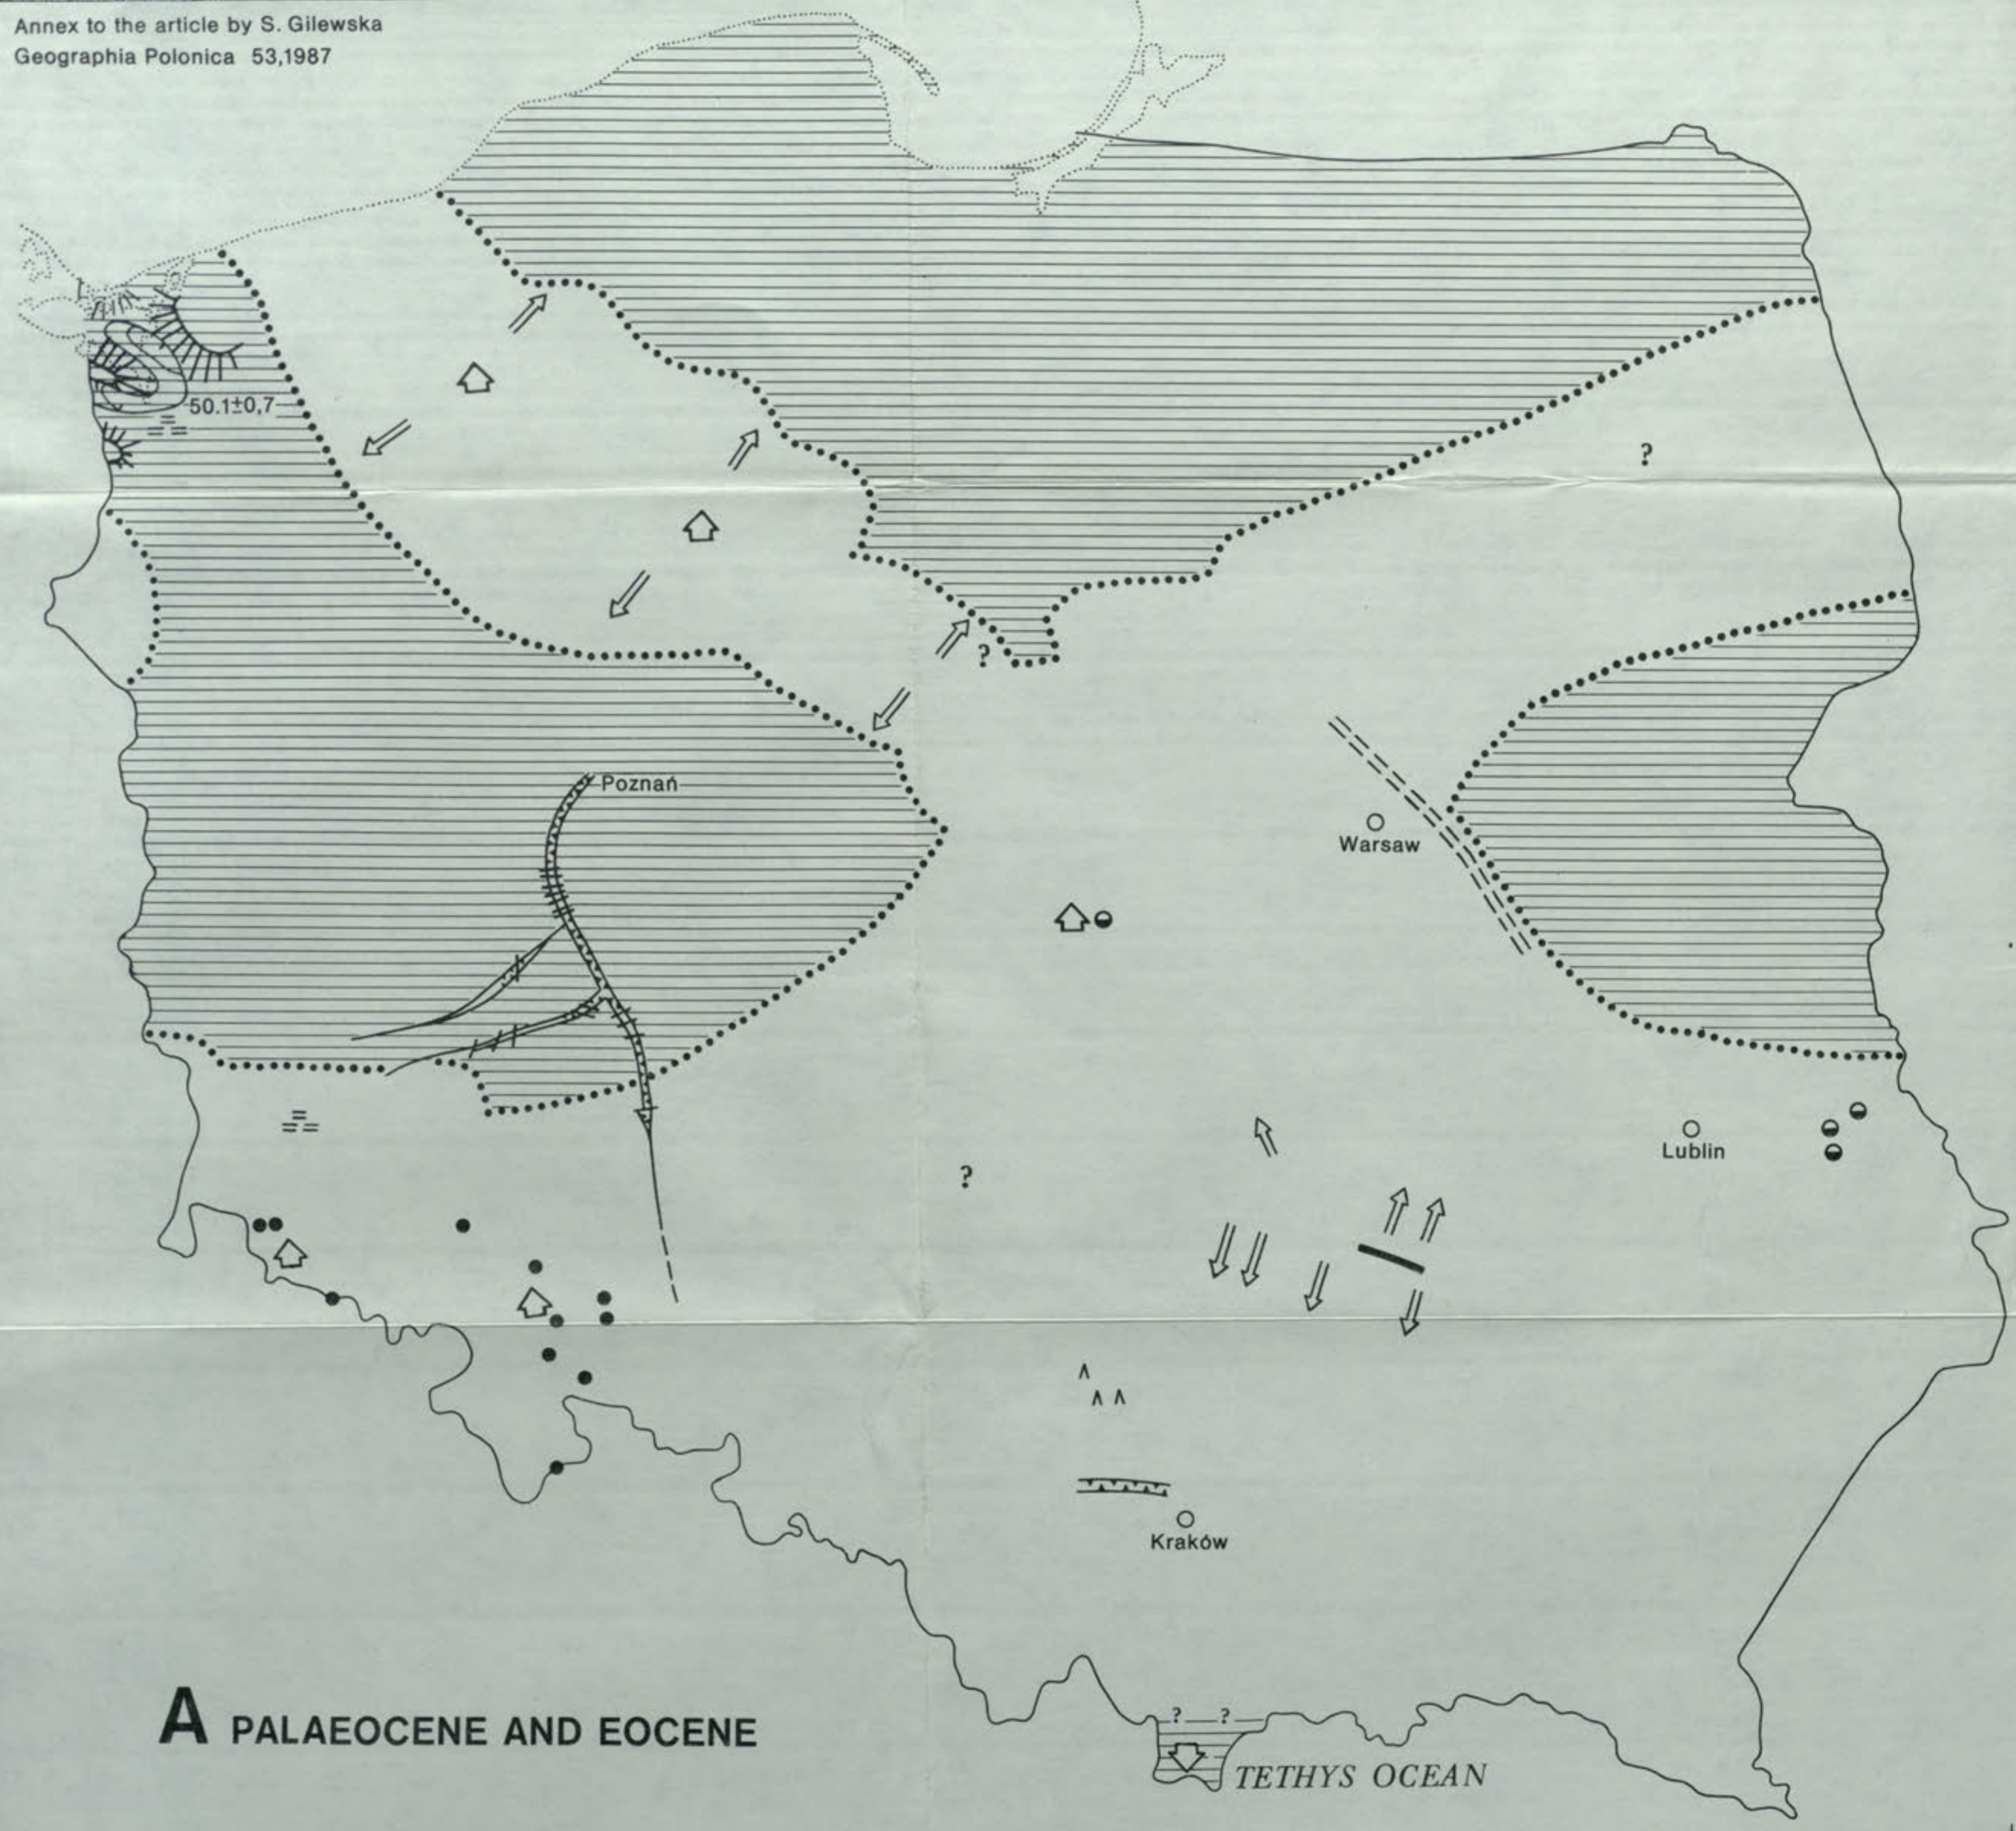 Annex to the article by S. Gilewska
Geographia Polonica 53,1987
50.1±0,7
?
?
Poznań
Warsaw
Lublin
?
Kraków
A PALAEOCENE AND EOCENE
? ?
TETHYS OCEAN